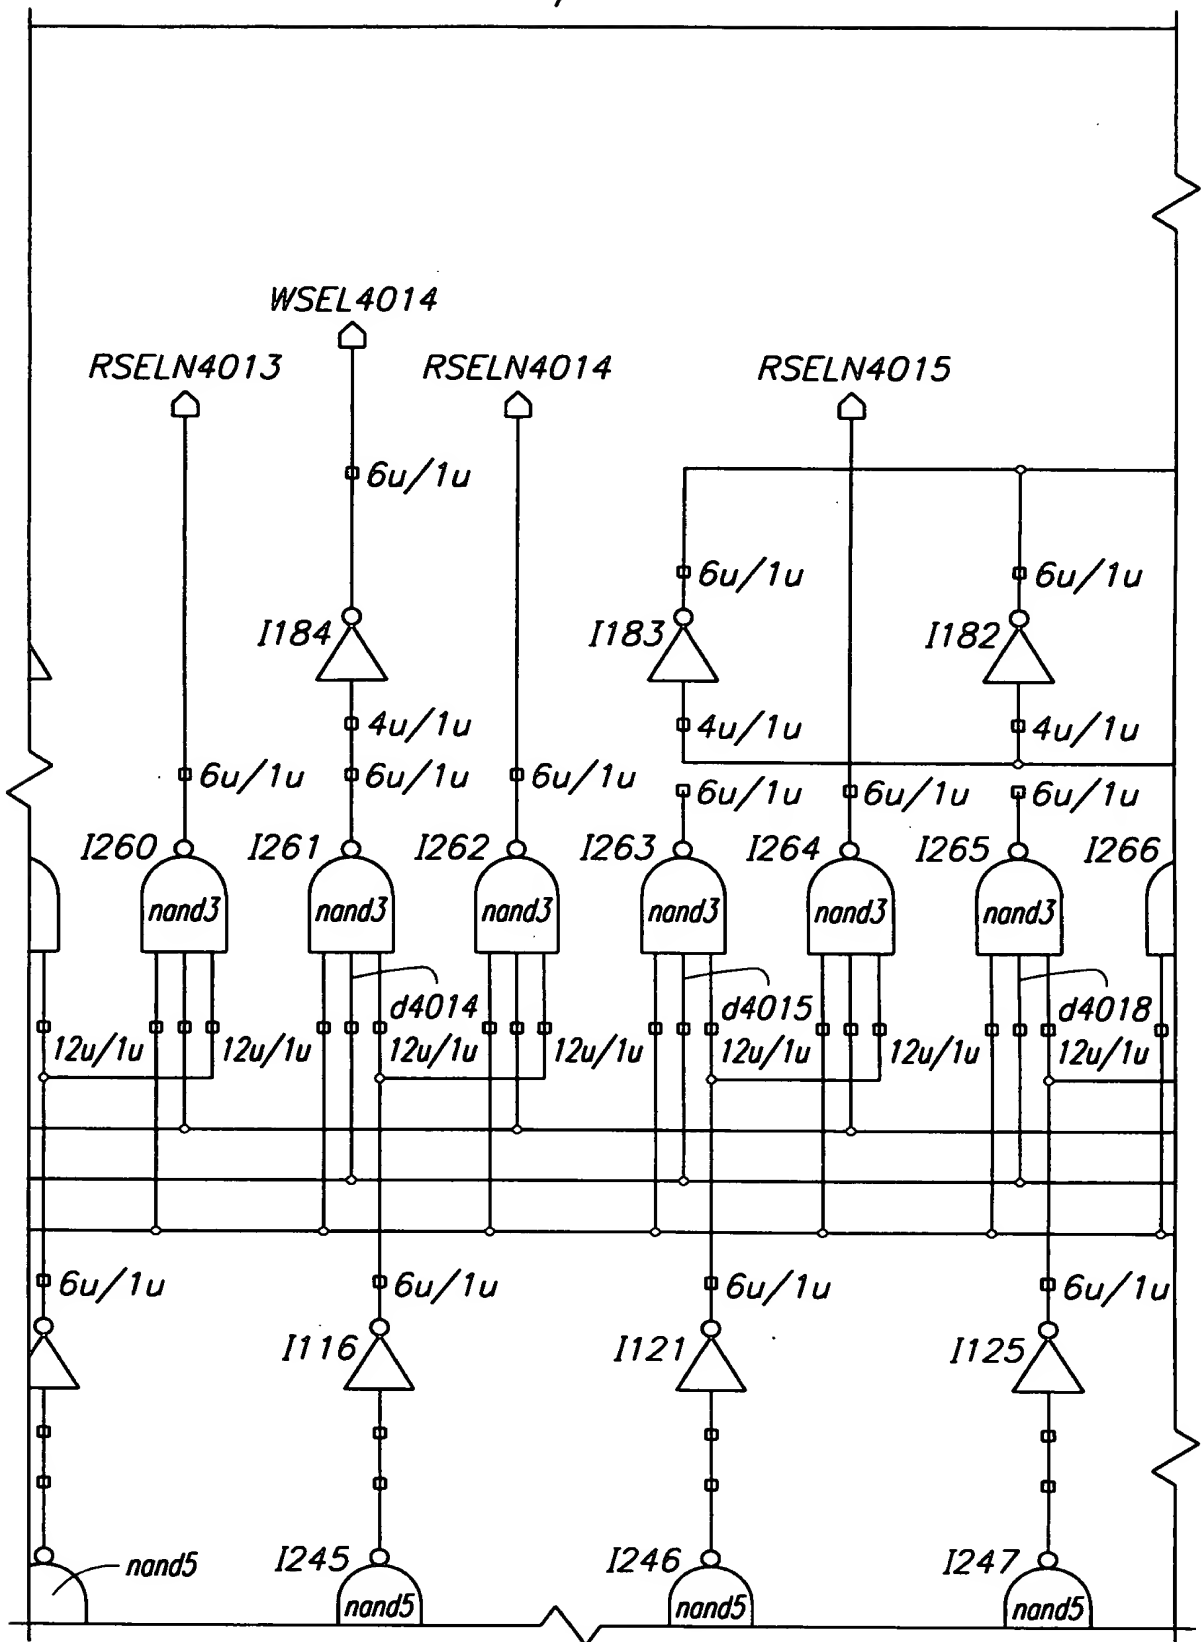 WSEL4014
RSELN4013 RSELN4014 RSELN4015
6u/1u
6u/1u 6u/1u
I184 I183 I182
4u/1u 4u/1u 4u/1u
6u/1u 6u/1u 6u/1u 6u/1u 6u/1u 6u/1u
I260 I261 I262 I263 I264 I265 I266
nand3 nand3 nand3 nand3 nand3 nand3
d4014 d4015 d4018
12u/1u 12u/1u 12u/1u 12u/1u 12u/1u 12u/1u 12u/1u
6u/1u 6u/1u 6u/1u 6u/1u
I116 I121 I125
nand5 I245 I246 I247
nand5 nand5 nand5